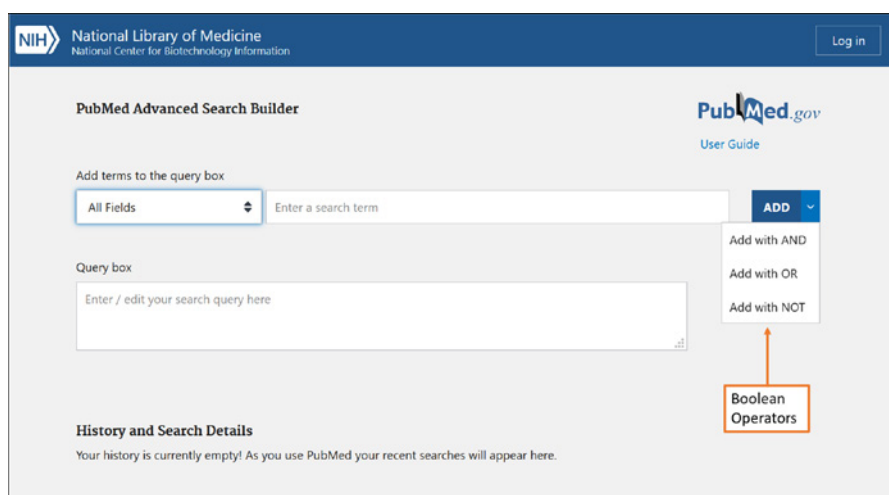 NIH
National Library of Medicine
National Center for Biotechnology Information
Log in
PubMed Advanced Search Builder
PubMed.gov
User Guide
Add terms to the query box
All Fields
Enter a search term
ADD
Add with AND
Add with OR
Add with NOT
Query box
Enter / edit your search query here
Boolean
Operators
History and Search Details
Your history is currently empty! As you use PubMed your recent searches will appear here.